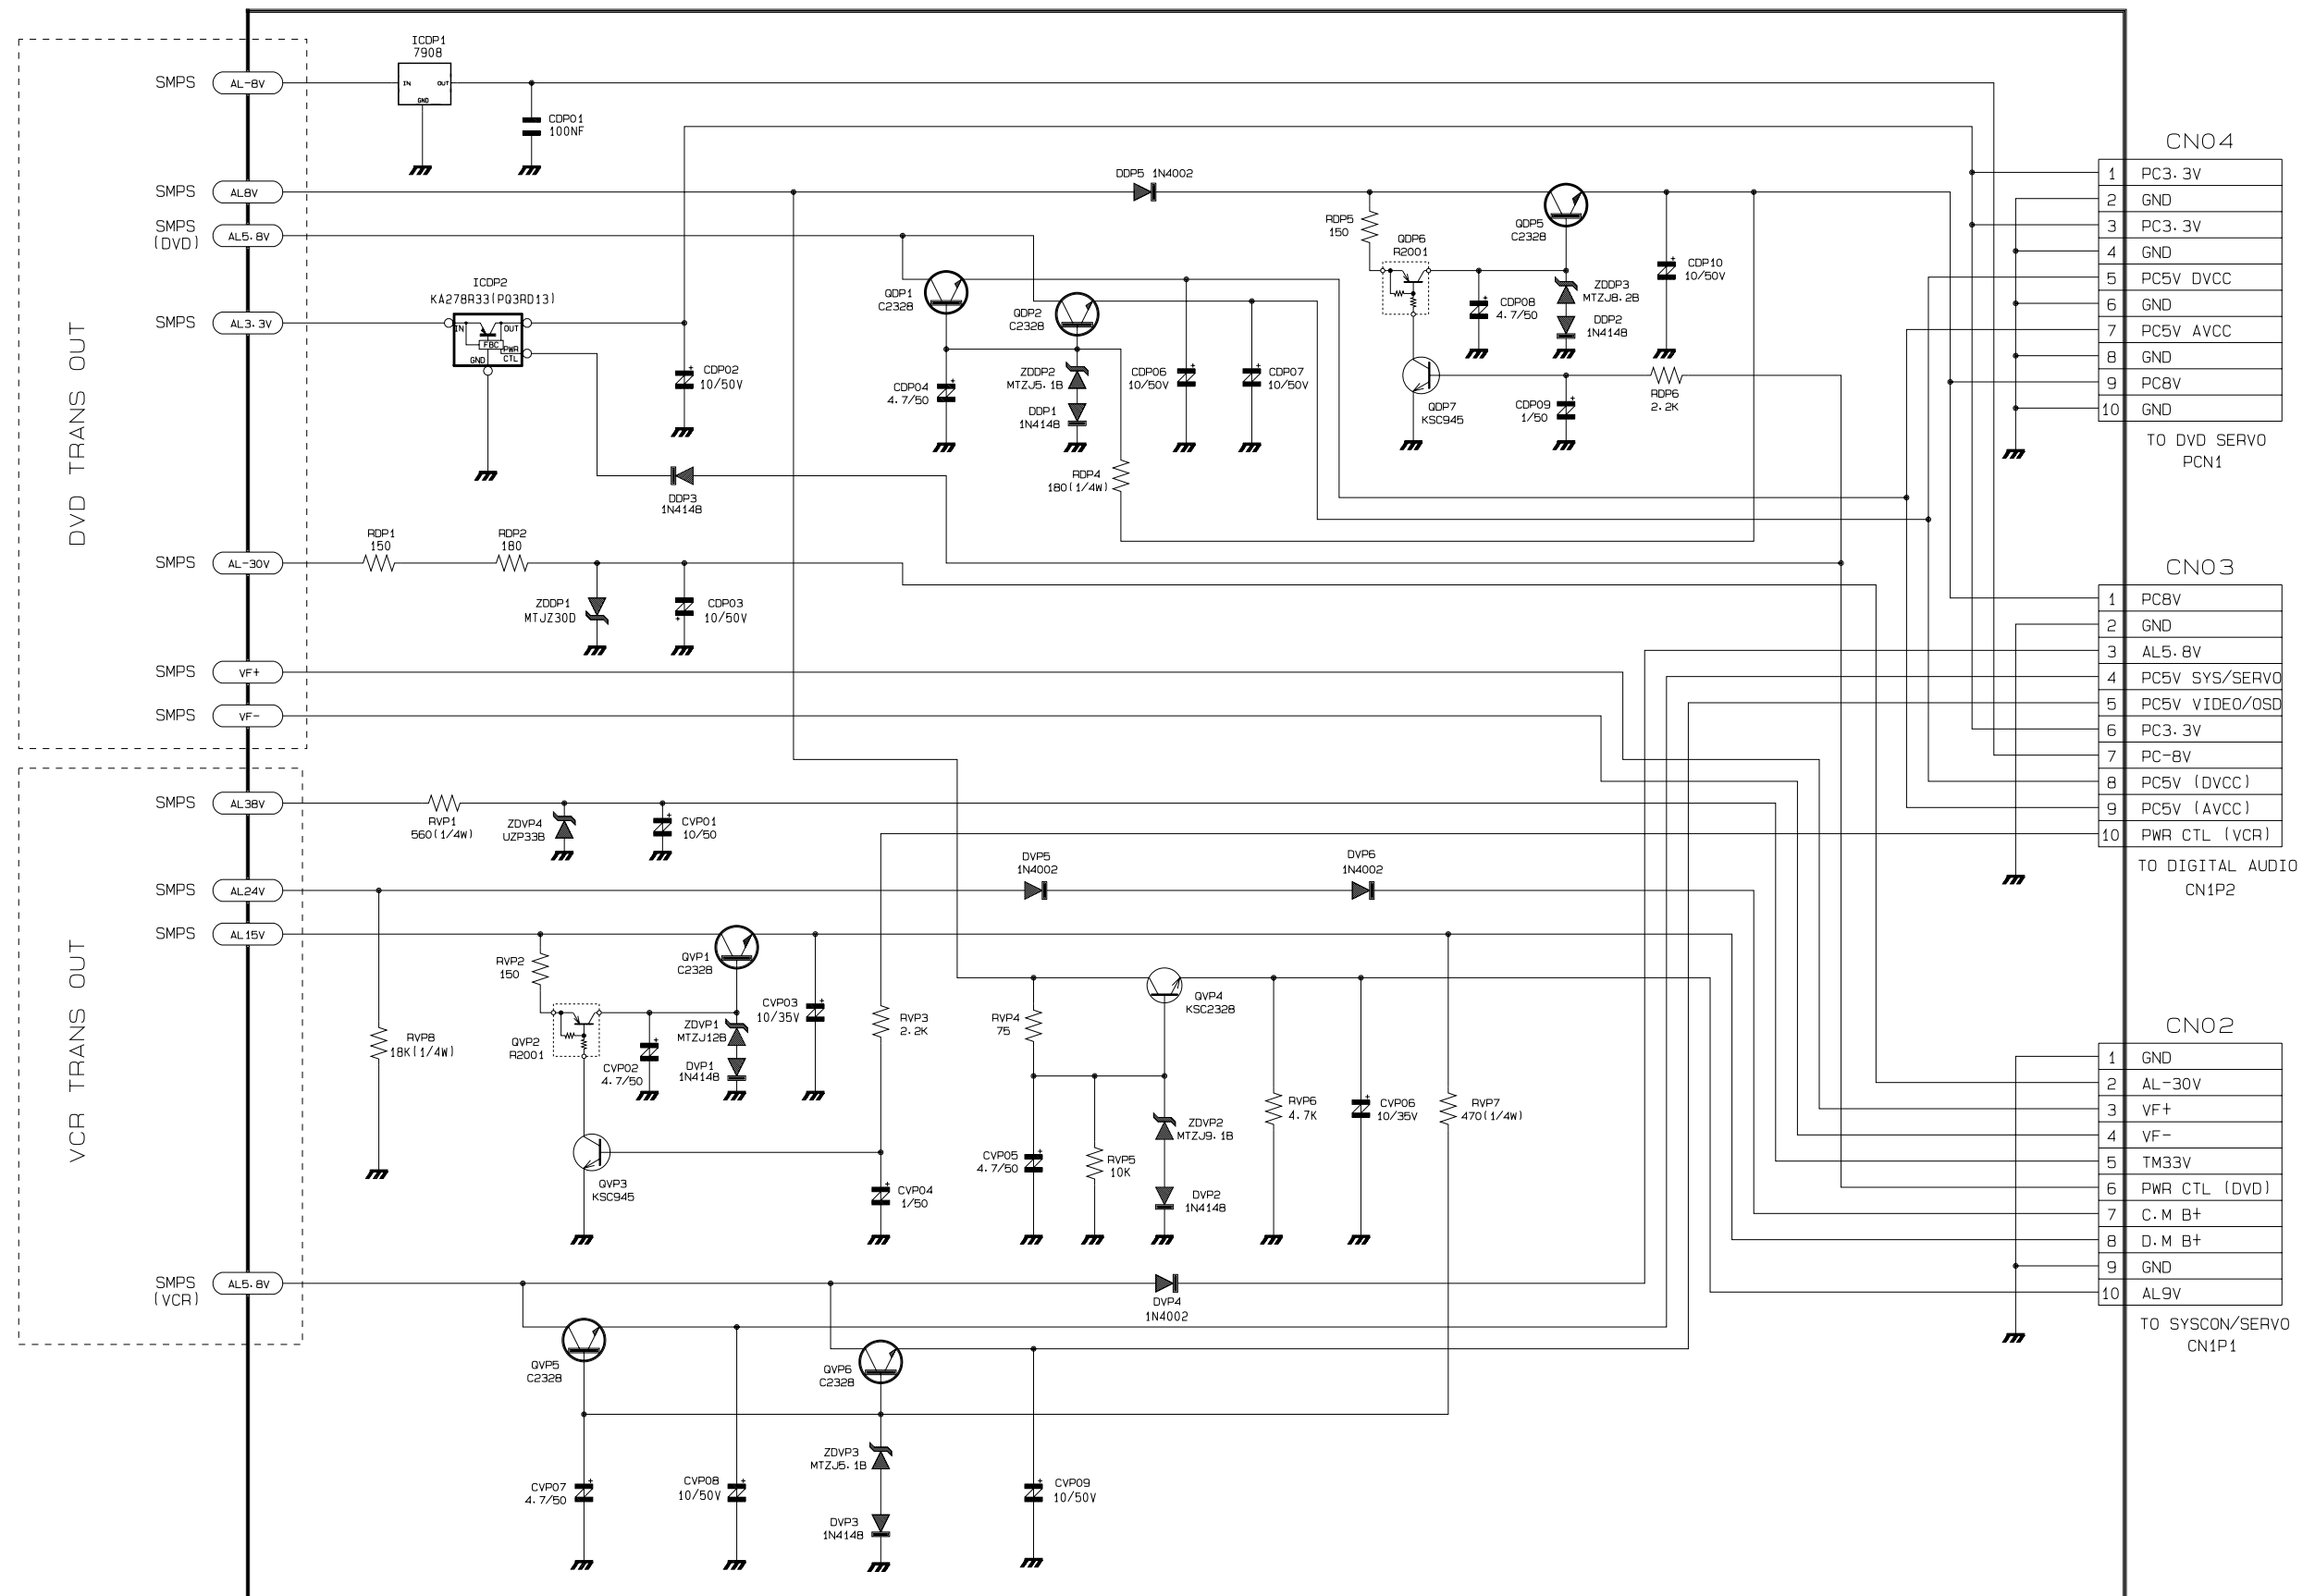 DVD TRANS OUT
SMPS
AL-8V
ICDP1
7908
IN
OUT
GND
CDP01
100NF
SMPS
AL8V
SMPS
(DVD)
AL5.8V
SMPS
AL3.3V
ICDP2
KA278R33(PQ3RD13)
IN
OUT
FBC
PWR
CTL
GND
CDP02
10/50V
DDP3
1N4148
QDP1
C2328
QDP2
C2328
CDP04
4.7/50
ZDDP2
MTZJ5.1B
DDP1
1N4148
CDP06
10/50V
CDP07
10/50V
RDP4
180(1/4W)
DDP5 1N4002
RDP5
150
QDP6
R2001
QDP5
C2328
CDP08
4.7/50
ZDDP3
MTZJ8.2B
DDP2
1N4148
CDP10
10/50V
QDP7
KSC945
CDP09
1/50
RDP6
2.2K
SMPS
AL-30V
RDP1
150
RDP2
180
ZDDP1
MTJZ30D
CDP03
10/50V
SMPS
VF+
SMPS
VF-
VCR TRANS OUT
SMPS
AL38V
RVP1
560(1/4W)
ZDVP4
UZP33B
CVP01
10/50
SMPS
AL24V
DVP5
1N4002
DVP6
1N4002
SMPS
AL15V
RVP8
18K(1/4W)
RVP2
150
QVP1
C2328
QVP2
R2001
CVP02
4.7/50
ZDVP1
MTZJ12B
DVP1
1N4148
CVP03
10/35V
RVP3
2.2K
QVP3
KSC945
CVP04
1/50
RVP4
75
QVP4
KSC2328
CVP05
4.7/50
RVP5
10K
ZDVP2
MTZJ9.1B
DVP2
1N4148
RVP6
4.7K
CVP06
10/35V
RVP7
470(1/4W)
SMPS
(VCR)
AL5.8V
DVP4
1N4002
QVP5
C2328
QVP6
C2328
CVP07
4.7/50
CVP08
10/50V
ZDVP3
MTZJ5.1B
DVP3
1N4148
CVP09
10/50V
CN04
1 PC3.3V
2 GND
3 PC3.3V
4 GND
5 PC5V DVCC
6 GND
7 PC5V AVCC
8 GND
9 PC8V
10 GND
TO DVD SERVO
PCN1
CN03
1 PC8V
2 GND
3 AL5.8V
4 PC5V SYS/SERVO
5 PC5V VIDEO/OSD
6 PC3.3V
7 PC-8V
8 PC5V (DVCC)
9 PC5V (AVCC)
10 PWR CTL (VCR)
TO DIGITAL AUDIO
CN1P2
CN02
1 GND
2 AL-30V
3 VF+
4 VF-
5 TM33V
6 PWR CTL (DVD)
7 C.M B+
8 D.M B+
9 GND
10 AL9V
TO SYSCON/SERVO
CN1P1